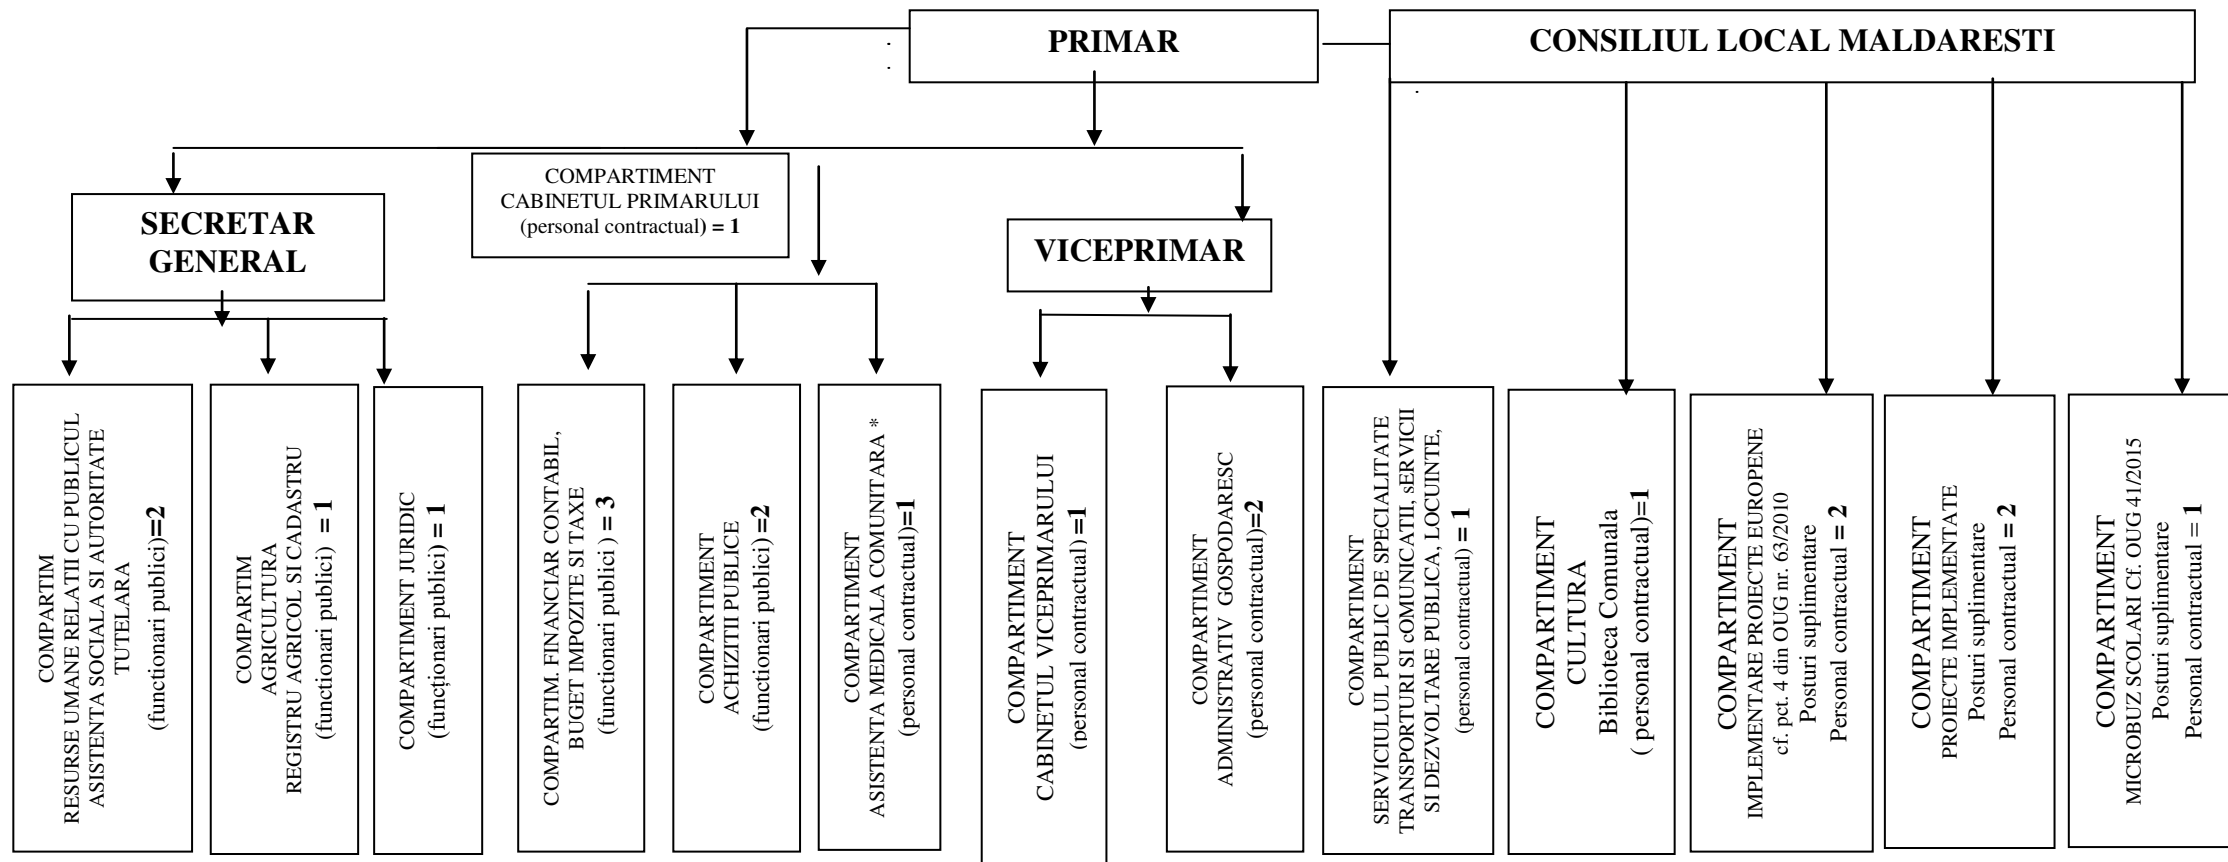 PRIMAR
CONSILIUL LOCAL MALDARESTI
COMPARTIMENT
CABINETUL PRIMARULUI
(personal contractual) = 1
SECRETAR
GENERAL
VICEPRIMAR
COMPARTIM
RESURSE UMANE RELATII CU PUBLICUL
ASISTENTA SOCIALA SI AUTORITATE
TUTELARA
(functionari publici)=2
COMPARTIM
AGRICULTURA
REGISTRU AGRICOL SI CADASTRU
(functionari publici) = 1
COMPARTIMENT JURIDIC
(funcționari publici) = 1
COMPARTIM. FINANCIAR CONTABIL,
BUGET IMPOZITE SI TAXE
(functionari publici ) = 3
COMPARTIMENT
ACHIZITII PUBLICE
(functionari publici) =2
COMPARTIMENT
ASISTENTA MEDICALA COMUNITARA *
(personal contractual)=1
COMPARTIMENT
CABINETUL VICEPRIMARULUI
(personal contractual) =1
COMPARTIMENT
ADMINISTRATIV GOSPODARESC
(personal contractual)=2
COMPARTIMENT
SERVICIULUI PUBLIC DE SPECIALITATE
TRANSPORTURI SI cOMUNICATII, sERVICII
SI DEZVOLTARE PUBLICA, LOCUINTE,
(personal contractual) = 1
COMPARTIMENT
CULTURA
Biblioteca Comunala
( personal contractual)=1
COMPARTIMENT
IMPLEMENTARE PROIECTE EUROPENE
cf. pct. 4 din OUG nr. 63/2010
Posturi suplimentare
Personal contractual = 2
COMPARTIMENT
PROIECTE IMPLEMENTATE
Posturi suplimentare
Personal contractual = 2
COMPARTIMENT
MICROBUZ SCOLARI Cf. OUG 41/2015
Posturi suplimentare
Personal contractual = 1